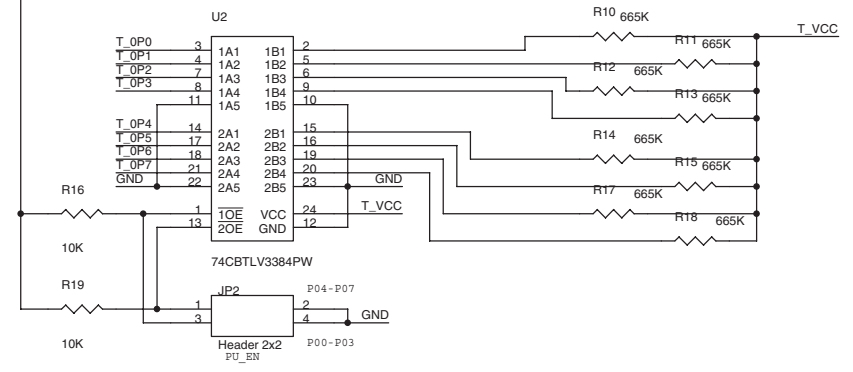 U2
R10 665K
T_VCC
T_0P0 3 1A1 1B1 2
R11 665K
T_0P1 4 1A2 1B2 5
R12 665K
T_0P2 7 1A3 1B3 6
T_0P3 8 1A4 1B4 9
R13 665K
11 1A5 1B5 10
T_0P4 14 2A1 2B1 15
R14 665K
T_0P5 17 2A2 2B2 16
T_0P6 18 2A3 2B3 19
R15 665K
T_0P7 21 2A4 2B4 20
GND 22 2A5 2B5 23 GND
R16
R17 665K
1 1OE VCC 24 T_VCC
R18 665K
13 2OE GND 12
10K
74CBTLV3384PW
R19
JP2 P04-P07
1 2
3 4 GND
10K
Header 2x2 P00-P03
PU_EN